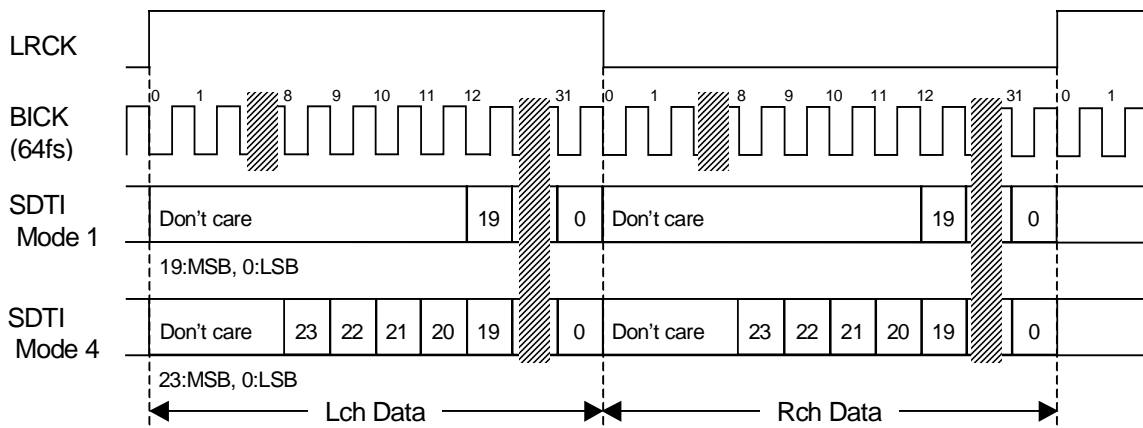 LRCK
BICK
(64fs)
0 1 8 9 10 11 12 31 0 1 8 9 10 11 12 31 0 1
SDTI
Mode 1
Don't care 19 0 Don't care 19 0
19:MSB, 0:LSB
SDTI
Mode 4
Don't care 23 22 21 20 19 0 Don't care 23 22 21 20 19 0
23:MSB, 0:LSB
Lch Data Rch Data